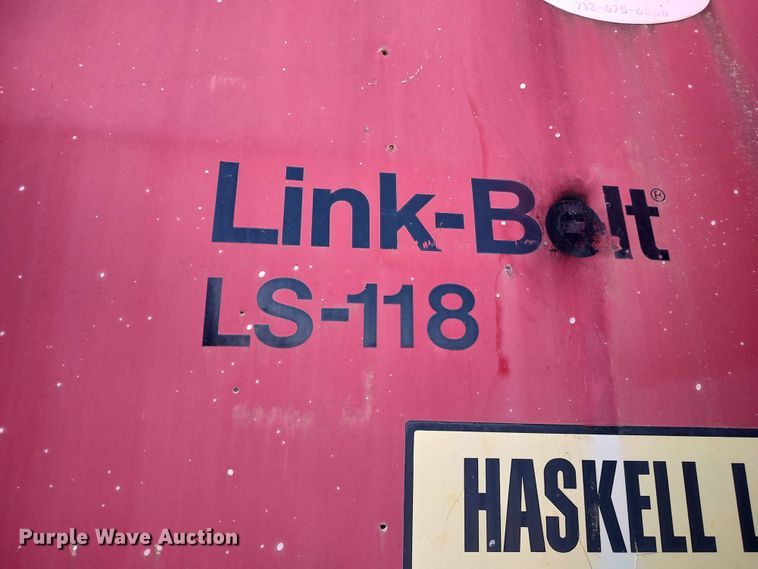 Link-Belt®
LS-118
HASKELL L
Purple Wave Auction